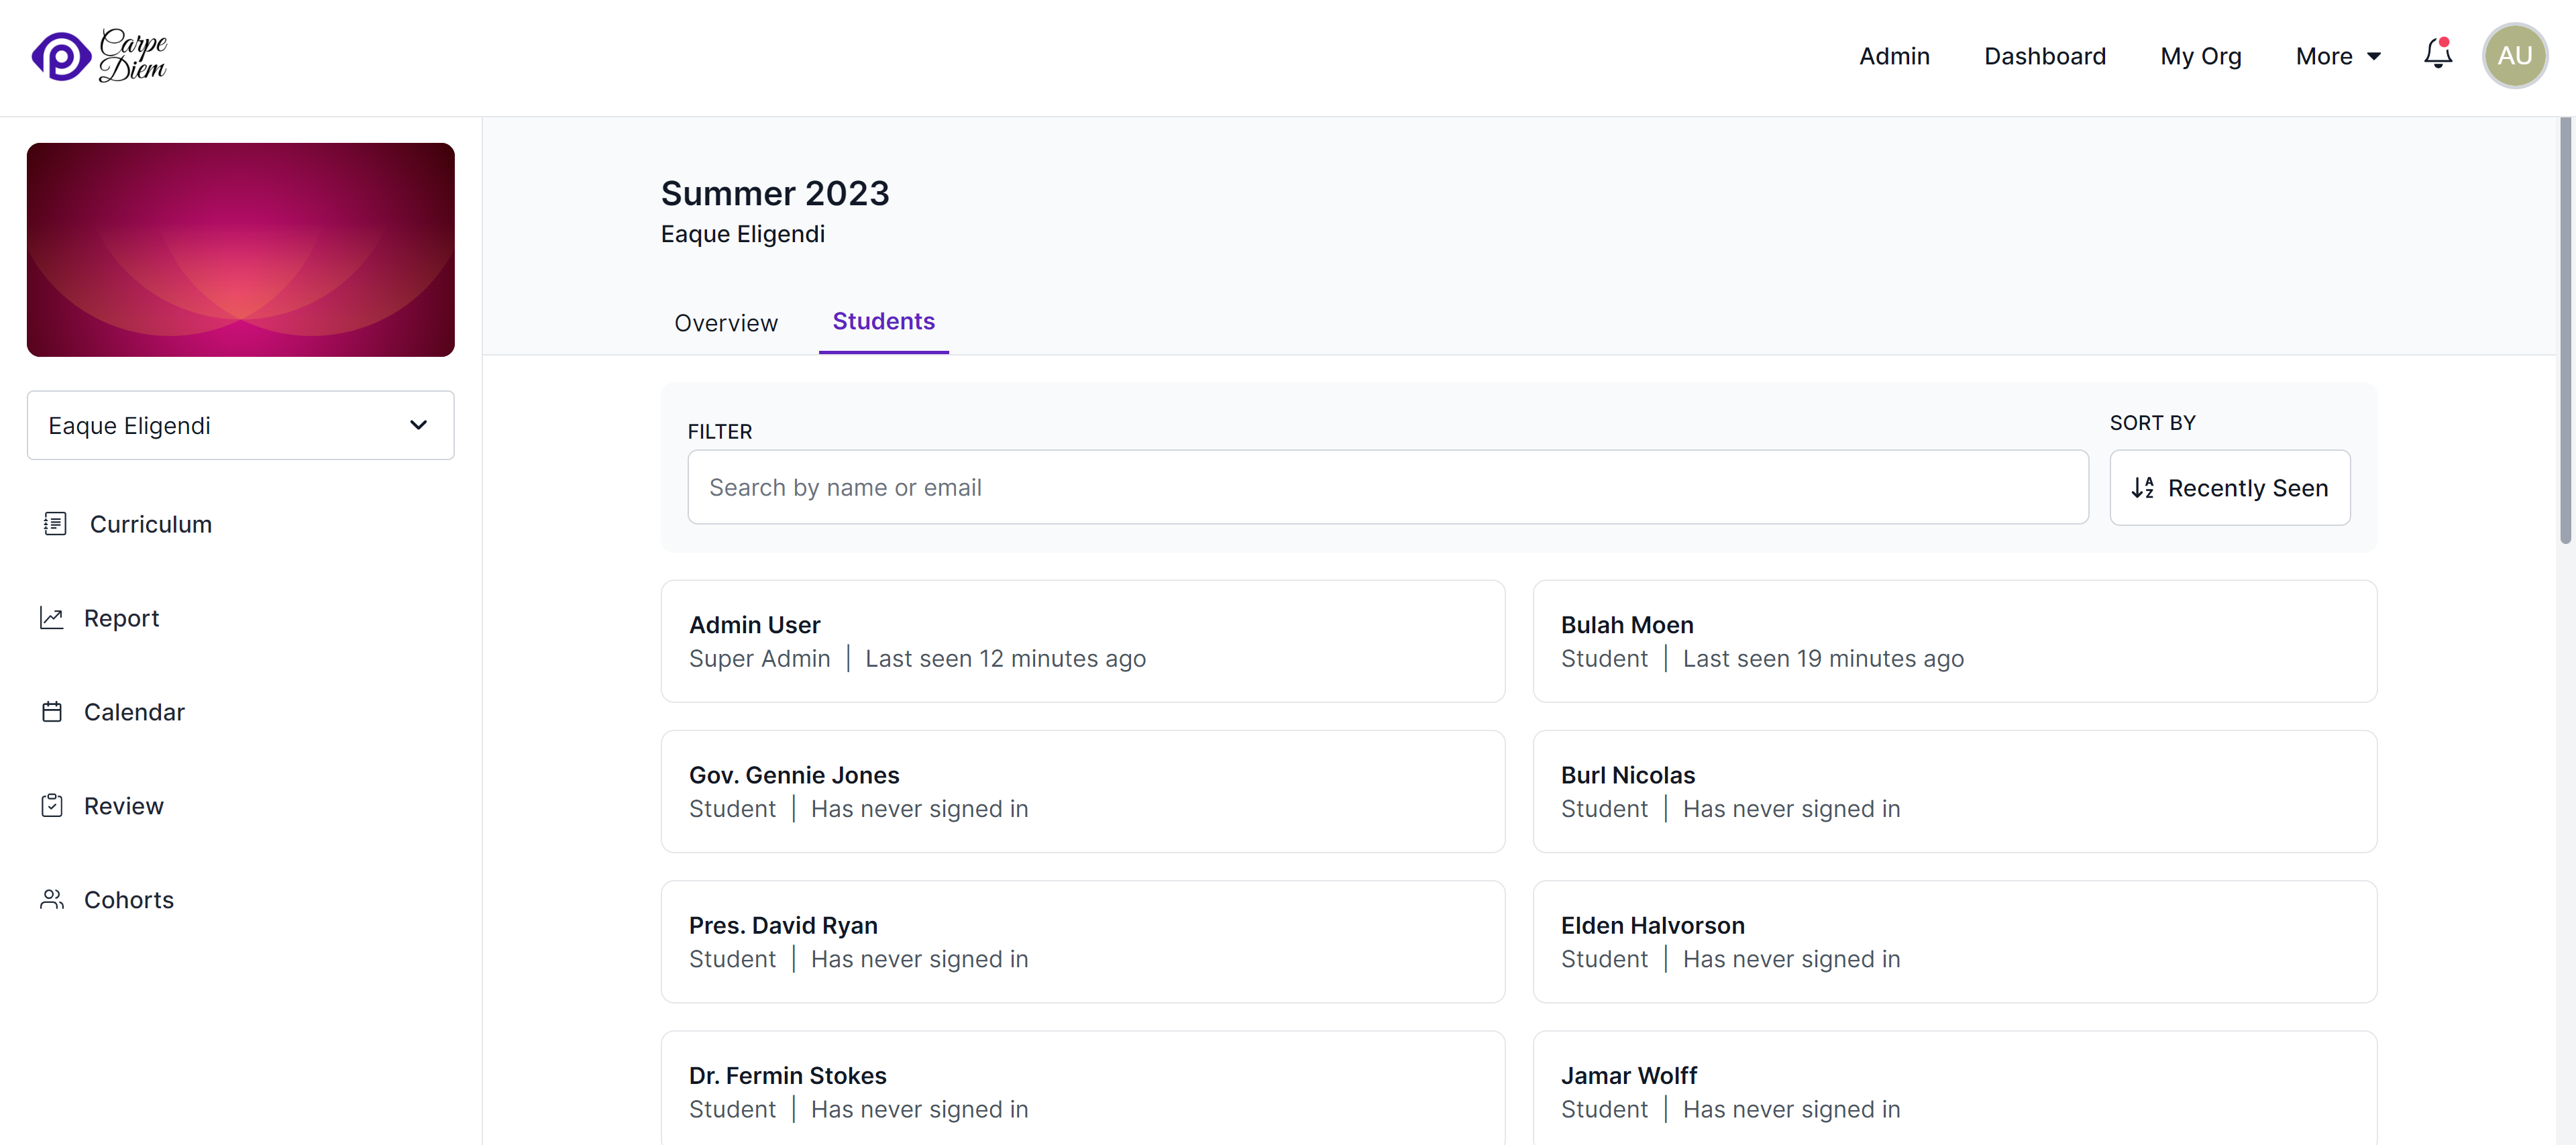 Carpe
Diem
Admin
Dashboard
My Org
More
AU
Eaque Eligendi
Curriculum
Report
Calendar
Review
Cohorts
Summer 2023
Eaque Eligendi
Overview
Students
FILTER
Search by name or email
SORT BY
Recently Seen
Admin User
Super Admin | Last seen 12 minutes ago
Bulah Moen
Student | Last seen 19 minutes ago
Gov. Gennie Jones
Student | Has never signed in
Burl Nicolas
Student | Has never signed in
Pres. David Ryan
Student | Has never signed in
Elden Halvorson
Student | Has never signed in
Dr. Fermin Stokes
Student | Has never signed in
Jamar Wolff
Student | Has never signed in